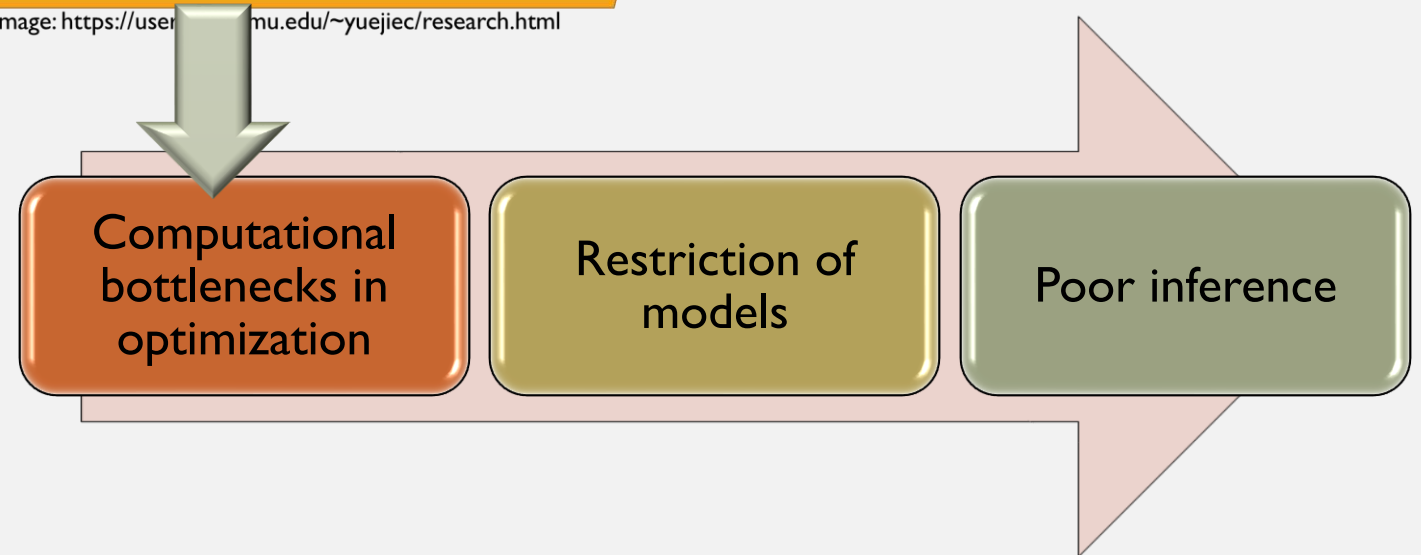 mage: https://user mu.edu/~yuejiec/research.html
Computational
bottlenecks in
optimization
Restriction of
models
Poor inference